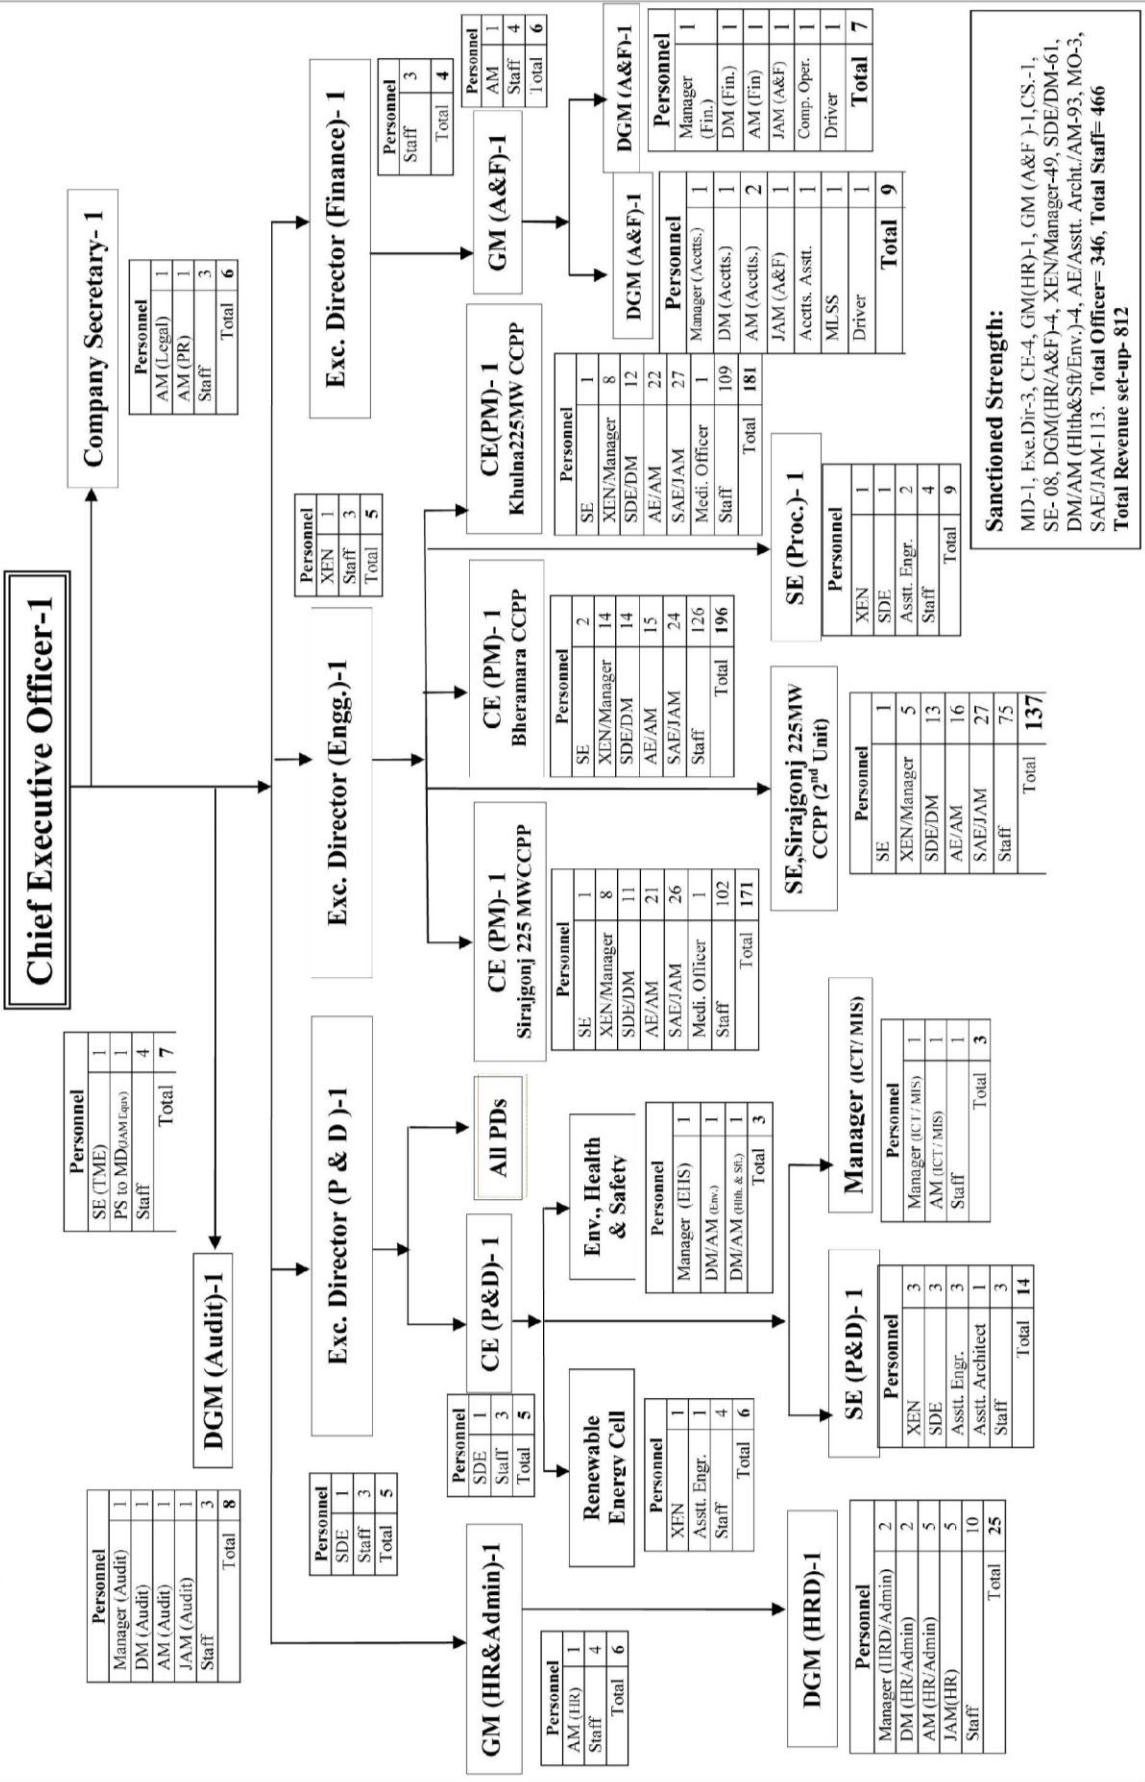 Chief Executive Officer-1
Personnel
SE (TME) 1
PS to MD(JAM Equv) 1
Staff 4
Total 7
Company Secretary- 1
Personnel
AM (Legal) 1
AM (PR) 1
Staff 3
Total 6
DGM (Audit)-1
Personnel
Manager (Audit) 1
DM (Audit) 1
AM (Audit) 1
JAM (Audit) 1
Staff 3
Total 8
Exc. Director (P & D )-1
Personnel
SDE 1
Staff 3
Total 5
Exc. Director (Engg.)-1
Personnel
XEN 1
Staff 3
Total 5
Exc. Director (Finance)- 1
Personnel
Staff 3
Total 4
GM (HR&Admin)-1
Personnel
AM (HR) 1
Staff 4
Total 6
CE (P&D)- 1
Personnel
SDE 1
Staff 3
Total 5
All PDs
CE (PM)- 1
Sirajgonj 225 MWCCPP
Personnel
SE 1
XEN/Manager 8
SDE/DM 11
AE/AM 21
SAE/JAM 26
Medi. Officer 1
Staff 102
Total 171
CE (PM)- 1
Bheramara CCPP
Personnel
SE 2
XEN/Manager 14
SDE/DM 14
AE/AM 15
SAE/JAM 24
Staff 126
Total 196
CE(PM)- 1
Khulna225MW CCPP
Personnel
SE 1
XEN/Manager 8
SDE/DM 12
AE/AM 22
SAE/JAM 27
Medi. Officer 1
Staff 109
Total 181
GM (A&F)-1
Personnel
AM 1
Staff 4
Total 6
Renewable
Energy Cell
Personnel
XEN 1
Asstt. Engr. 1
Staff 4
Total 6
Env., Health
& Safety
Personnel
Manager (EHS) 1
DM/AM (Env.) 1
DM/AM (Hlth. & Sft.) 1
Total 3
DGM (A&F)-1
Personnel
Manager (Acctts.) 1
DM (Acctts.) 1
AM (Acctts.) 2
JAM (A&F) 1
Acctts. Asstt. 1
MLSS 1
Driver 1
Total 9
DGM (A&F)-1
Personnel
Manager
(Fin.) 1
DM (Fin.) 1
AM (Fin) 1
JAM (A&F) 1
Comp. Oper. 1
Driver 1
Total 7
DGM (HRD)-1
Personnel
Manager (HRD/Admin) 2
DM (HR/Admin) 2
AM (HR/Admin) 5
JAM(HR) 5
Staff 10
Total 25
SE (P&D)- 1
Personnel
XEN 3
SDE 3
Asstt. Engr. 3
Asstt. Architect 1
Staff 3
Total 14
Manager (ICT/ MIS)
Personnel
Manager (ICT / MIS) 1
AM (ICT / MIS) 1
Staff 1
Total 3
SE,Sirajgonj 225MW
CCPP (2nd Unit)
Personnel
SE 1
XEN/Manager 5
SDE/DM 13
AE/AM 16
SAE/JAM 27
Staff 75
Total 137
SE (Proc.)- 1
Personnel
XEN 1
SDE 1
Asstt. Engr. 2
Staff 4
Total 9
Sanctioned Strength:
MD-1, Exe.Dir-3, CE-4, GM(HR)-1, GM (A&F )-1,CS.-1,
SE- 08, DGM(HR/A&F)-4, XEN/Manager-49, SDE/DM-61,
DM/AM (Hlth&Sft/Env.)-4, AE/Asstt. Archt./AM-93, MO-3,
SAE/JAM-113. Total Officer= 346, Total Staff= 466
Total Revenue set-up- 812